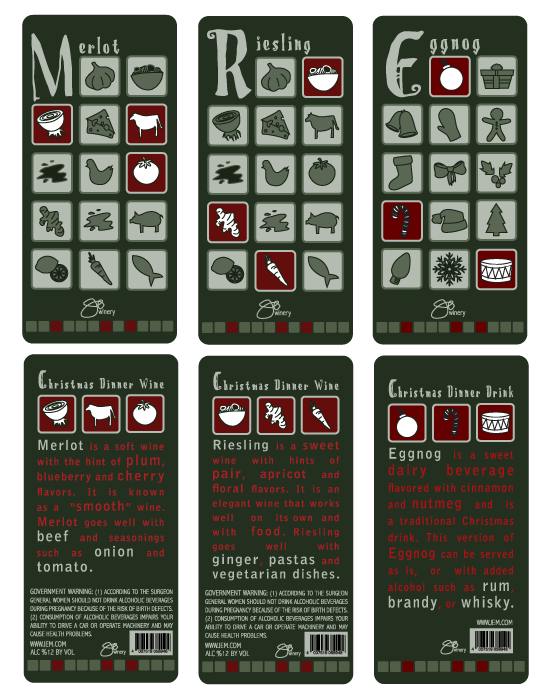 Merlot
Riesling
Eggnog
winery
winery
winery
Christmas Dinner Wine
Merlot is a soft wine
with the hint of plum,
blueberry and cherry
flavors. It is known
as a "smooth" wine.
Merlot goes well with
beef and seasonings
such as onion and
tomato.
GOVERNMENT WARNING: (1) ACCORDING TO THE SURGEON
GENERAL WOMEN SHOULD NOT DRINK ALCOHOLIC BEVERAGES
DURING PREGNANCY BECAUSE OF THE RISK OF BIRTH DEFECTS.
(2) CONSUMPTION OF ALCOHOLIC BEVERAGES IMPAIRS YOUR
ABILITY TO DRIVE A CAR OR OPERATE MACHINERY AND MAY
CAUSE HEALTH PROBLEMS.
WWW.JEM.COM
ALC %12 BY VOL
winery
Christmas Dinner Wine
Riesling is a sweet
wine with hints of
pair, apricot and
floral flavors. It is an
elegant wine that works
well on its own and
with food. Riesling
goes well with
ginger, pastas and
vegetarian dishes.
GOVERNMENT WARNING: (1) ACCORDING TO THE SURGEON
GENERAL WOMEN SHOULD NOT DRINK ALCOHOLIC BEVERAGES
DURING PREGNANCY BECAUSE OF THE RISK OF BIRTH DEFECTS.
(2) CONSUMPTION OF ALCOHOLIC BEVERAGES IMPAIRS YOUR
ABILITY TO DRIVE A CAR OR OPERATE MACHINERY AND MAY
CAUSE HEALTH PROBLEMS.
WWW.JEM.COM
ALC %12 BY VOL
winery
Christmas Dinner Drink
Eggnog is a sweet
dairy beverage
flavored with cinnamon
and nutmeg and is
a traditional Christmas
drink. This version of
Eggnog can be served
as is, or with added
alcohol such as rum,
brandy, or whisky.
WWW.JEM.COM
winery